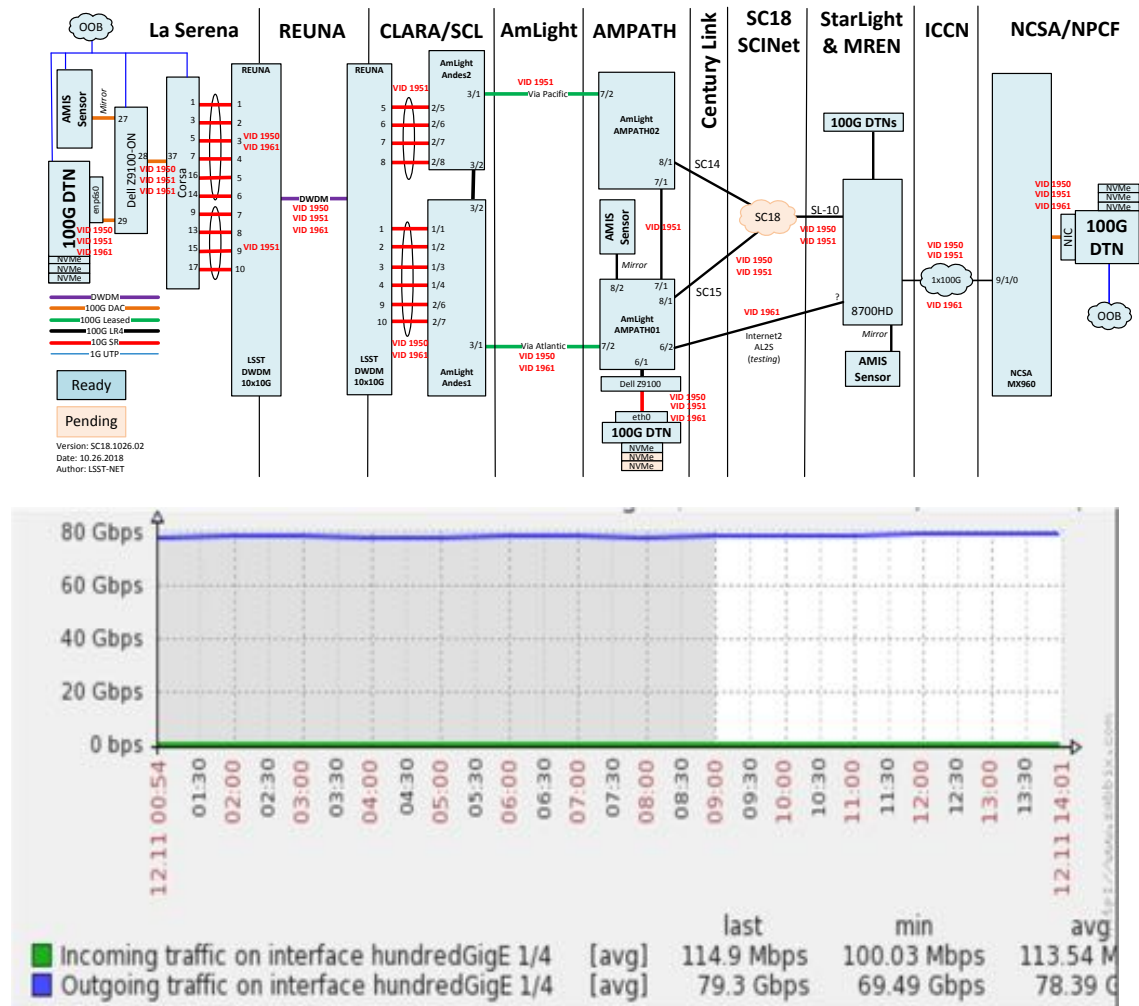 La Serena
REUNA
CLARA/SCL
AmLight
AMPATH
Century Link
SC18
SCINet
StarLight
& MREN
ICCN
NCSA/NPCF
OOB
AMIS
Sensor
Mirror
27
Dell Z9100-ON
28
29
37
Corsa
VID 1950
VID 1951
VID 1951
100G DTN
enp6s0
VID 1950
VID 1951
VID 1961
NVMe
NVMe
NVMe
1
3
5
7
16
14
9
13
15
17
REUNA
1
2
3
4
5
6
7
8
9
10
VID 1950
VID 1961
VID 1951
LSST
DWDM
10x10G
DWDM
VID 1950
VID 1951
VID 1961
REUNA
5
6
7
8
1
2
3
4
9
10
LSST
DWDM
10x10G
VID 1951
VID 1950
VID 1961
AmLight
Andes2
3/1
2/5
2/6
2/7
2/8
3/2
3/2
1/1
1/2
1/3
1/4
2/6
2/7
3/1
AmLight
Andes1
VID 1951
Via Pacific
Via Atlantic
VID 1950
VID 1961
7/2
AmLight
AMPATH02
8/1
7/1
AMIS
Sensor
Mirror
VID 1951
8/2
7/1
8/1
AmLight
AMPATH01
7/2
6/2
6/1
Dell Z9100
VID 1950
VID 1951
VID 1961
eth0
100G DTN
NVMe
NVMe
NVMe
SC14
SC15
SC18
VID 1950
VID 1951
VID 1961
Internet2
AL2S
(testing)
SL-10
VID 1950
VID 1951
100G DTNs
?
8700HD
Mirror
AMIS
Sensor
VID 1950
VID 1951
1x100G
VID 1961
9/1/0
NCSA
MX960
VID 1950
VID 1951
VID 1961
NIC
NVMe
NVMe
NVMe
100G
DTN
OOB
DWDM
100G DAC
100G Leased
100G LR4
10G SR
1G UTP
Ready
Pending
Version: SC18.1026.02
Date: 10.26.2018
Author: LSST-NET
80 Gbps
60 Gbps
40 Gbps
20 Gbps
0 bps
12.11 00:54
01:30
02:00
02:30
03:00
03:30
04:00
04:30
05:00
05:30
06:00
06:30
07:00
07:30
08:00
08:30
09:00
09:30
10:00
10:30
11:00
11:30
12:00
12:30
13:00
13:30
12.11 14:01
last min avg
Incoming traffic on interface hundredGigE 1/4 [avg] 114.9 Mbps 100.03 Mbps 113.54 M
Outgoing traffic on interface hundredGigE 1/4 [avg] 79.3 Gbps 69.49 Gbps 78.39 G